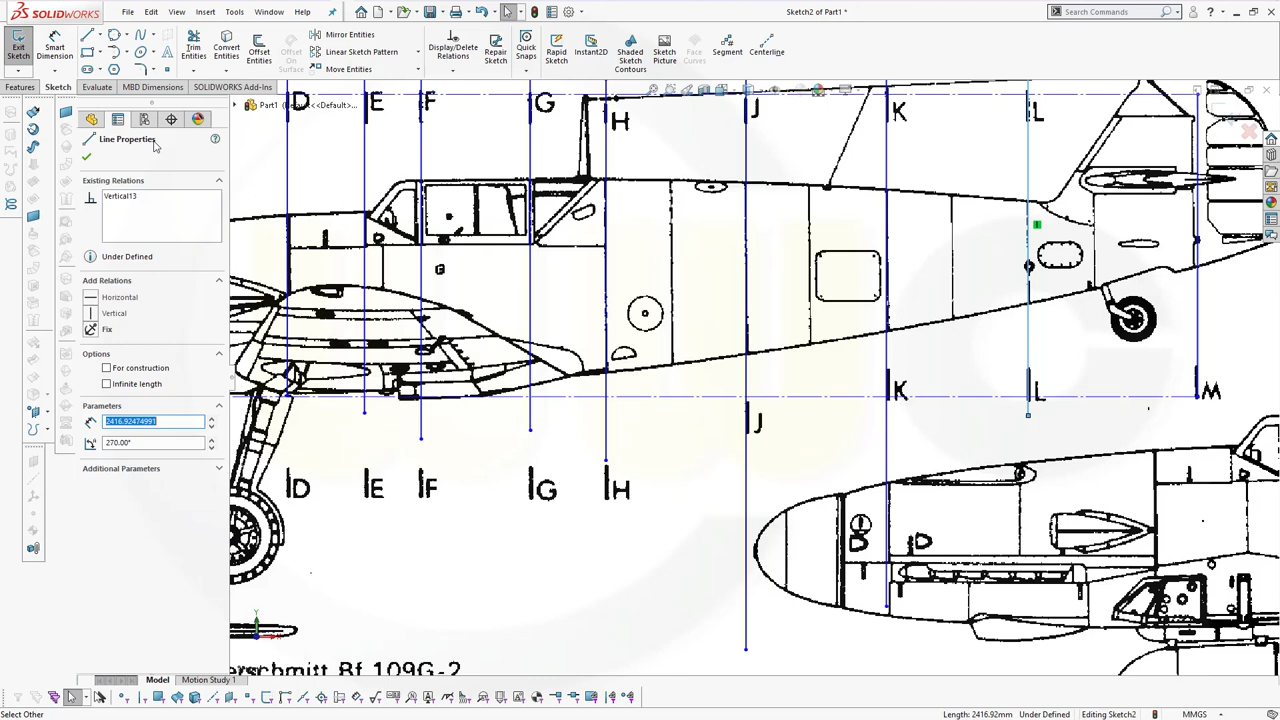 SOLIDWORKS
File Edit View Insert Tools Window Help
Sketch2 of Part1 *
Search Commands
Exit Sketch
Smart Dimension
Trim Entities
Convert Entities
Offset Entities
Offset On Surface
Mirror Entities
Linear Sketch Pattern
Move Entities
Display/Delete Relations
Repair Sketch
Quick Snaps
Rapid Sketch
Instant2D
Shaded Sketch Contours
Sketch Picture
Face Curves
Segment
Centerline
Features Sketch Evaluate MBD Dimensions SOLIDWORKS Add-Ins
Part1 (Default<<Default>...
Line Properties
Existing Relations
Vertical13
Under Defined
Add Relations
Horizontal
Vertical
Fix
Options
For construction
Infinite length
Parameters
2416.92474991
270.00°
Additional Parameters
D E F G H J K L
K L M
J
D E F G H
D
erschmitt Bf 109G-2
Model Motion Study 1
Select Other
Length: 2416.92mm Under Defined Editing Sketch2 MMGS